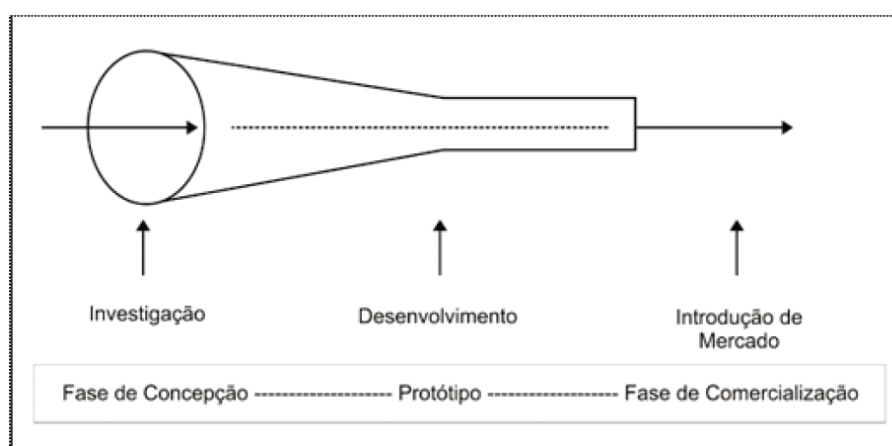 Investigação
Desenvolvimento
Introdução de
Mercado
Fase de Concepção ------------------- Protótipo ------------------- Fase de Comercialização